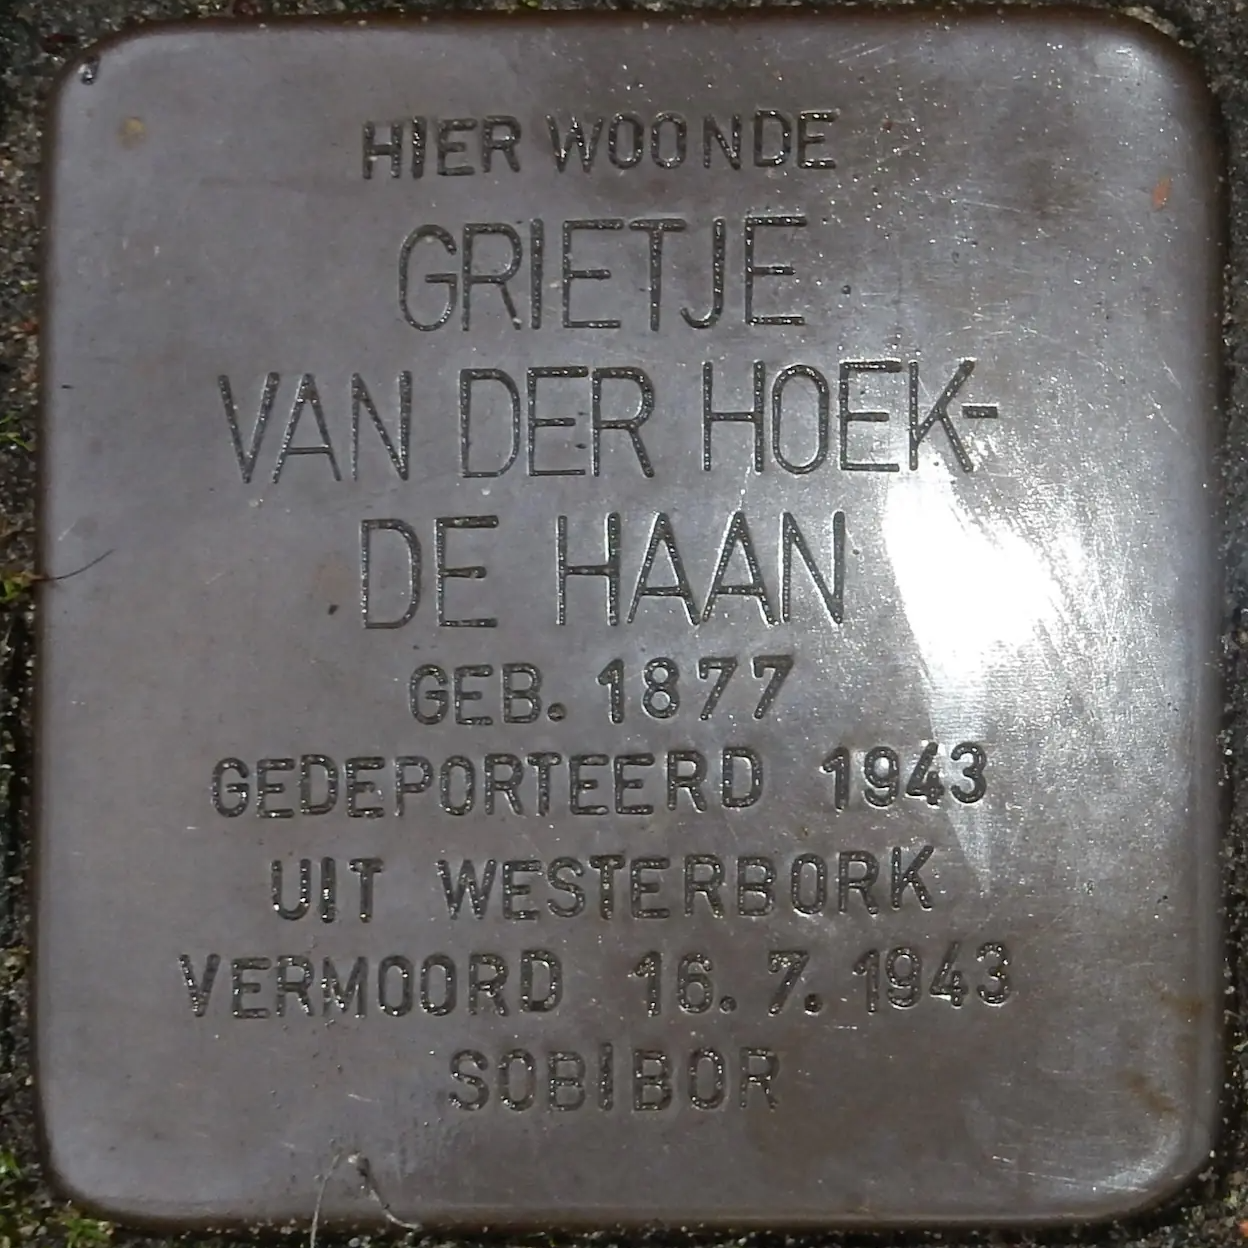 HIER WOONDE
GRIETJE
VAN DER HOEK-
DE HAAN
GEB. 1877
GEDEPORTEERD 1943
UIT WESTERBORK
VERMOORD 16.7.1943
SOBIBOR